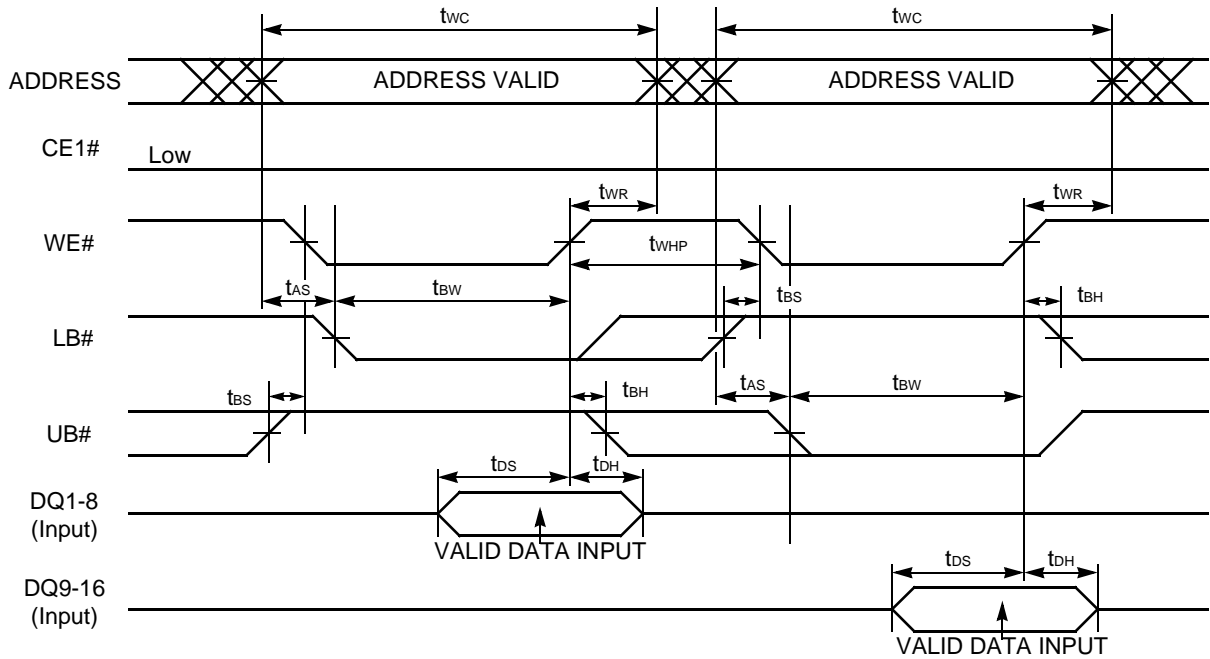 tWC tWC
ADDRESS ADDRESS VALID ADDRESS VALID
CE1# Low
tWR tWR
WE#
tWHP
tAS tBW tBS tBH
LB#
tBS tBH tAS tBW
UB#
tDS tDH
DQ1-8
(Input)
VALID DATA INPUT
tDS tDH
DQ9-16
(Input)
VALID DATA INPUT